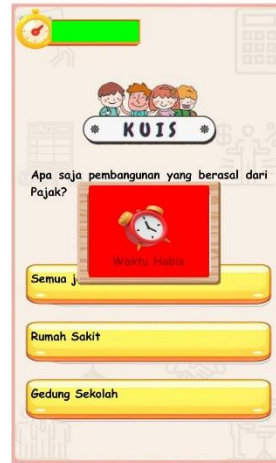 KUIS
Apa saja pembangunan yang berasal dari
Pajak?
Waktu Habis
Semua
Rumah Sakit
Gedung Sekolah